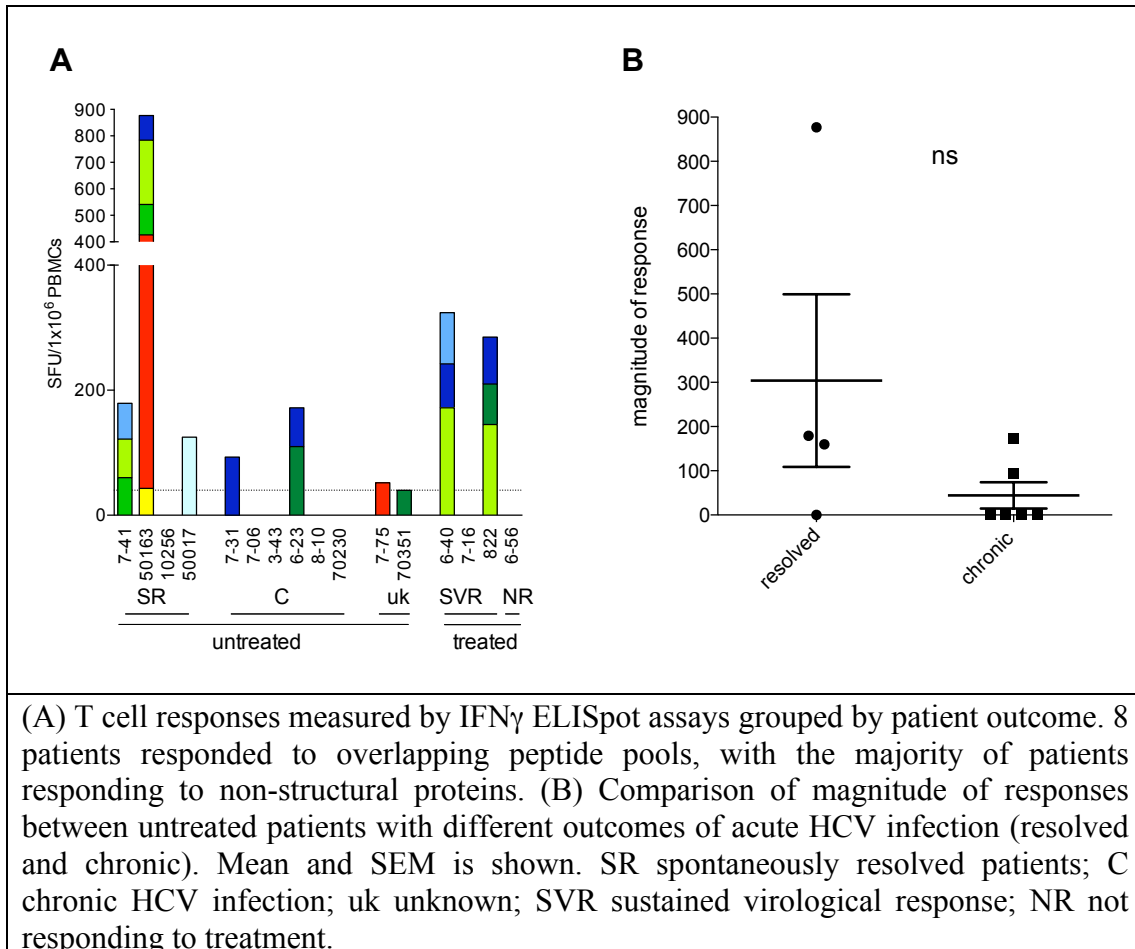 A
B
900
800
700
600
500
400
400
200
0
SFU/1x10⁶ PBMCs
7-41
50163
10256
50017
7-31
7-06
3-43
6-23
8-10
70230
7-75
70351
6-40
7-16
822
6-56
SR
C
uk
SVR
NR
untreated
treated
900
800
700
600
500
400
300
200
100
0
magnitude of response
ns
resolved
chronic
(A) T cell responses measured by IFNγ ELISpot assays grouped by patient outcome. 8
patients responded to overlapping peptide pools, with the majority of patients
responding to non-structural proteins. (B) Comparison of magnitude of responses
between untreated patients with different outcomes of acute HCV infection (resolved
and chronic). Mean and SEM is shown. SR spontaneously resolved patients; C
chronic HCV infection; uk unknown; SVR sustained virological response; NR not
responding to treatment.